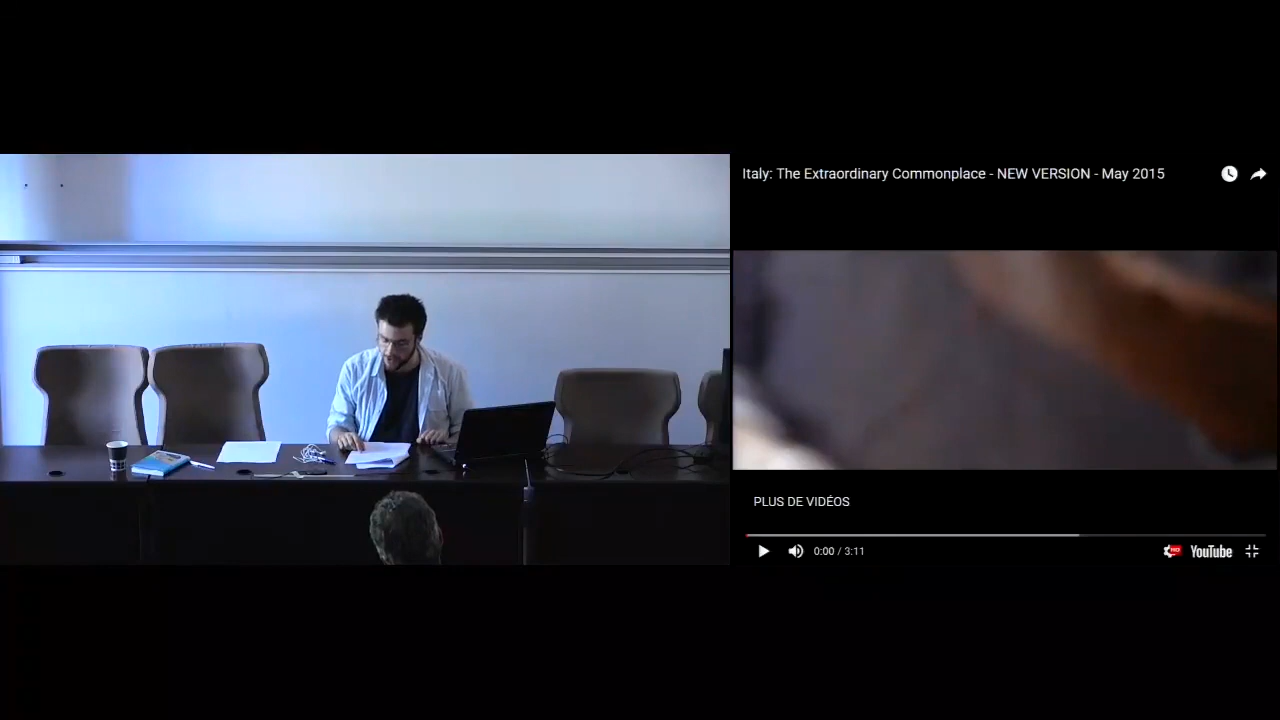 Italy: The Extraordinary Commonplace - NEW VERSION - May 2015
PLUS DE VIDÉOS
0:00 / 3:11
YouTube